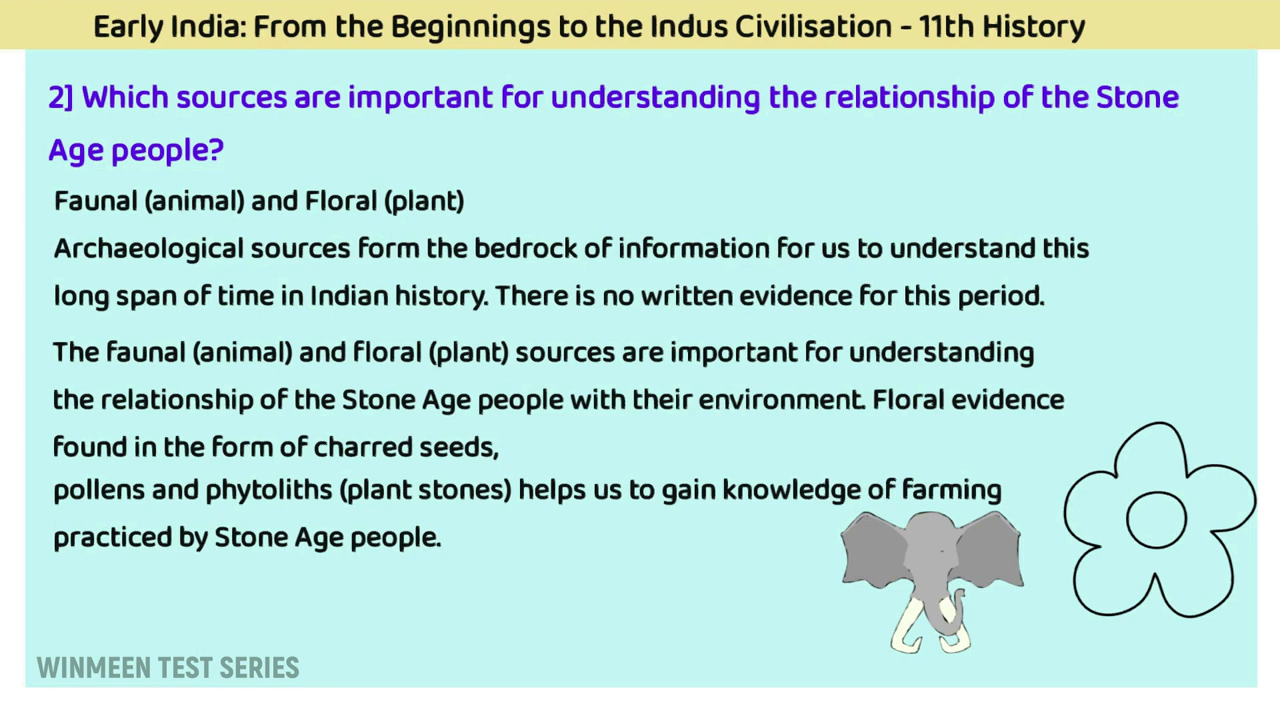 Early India: From the Beginnings to the Indus Civilisation - 11th History
2] Which sources are important for understanding the relationship of the Stone
Age people?
Faunal (animal) and Floral (plant)
Archaeological sources form the bedrock of information for us to understand this
long span of time in Indian history. There is no written evidence for this period.
The faunal (animal) and floral (plant) sources are important for understanding
the relationship of the Stone Age people with their environment. Floral evidence
found in the form of charred seeds,
pollens and phytoliths (plant stones) helps us to gain knowledge of farming
practiced by Stone Age people.
WINMEEN TEST SERIES